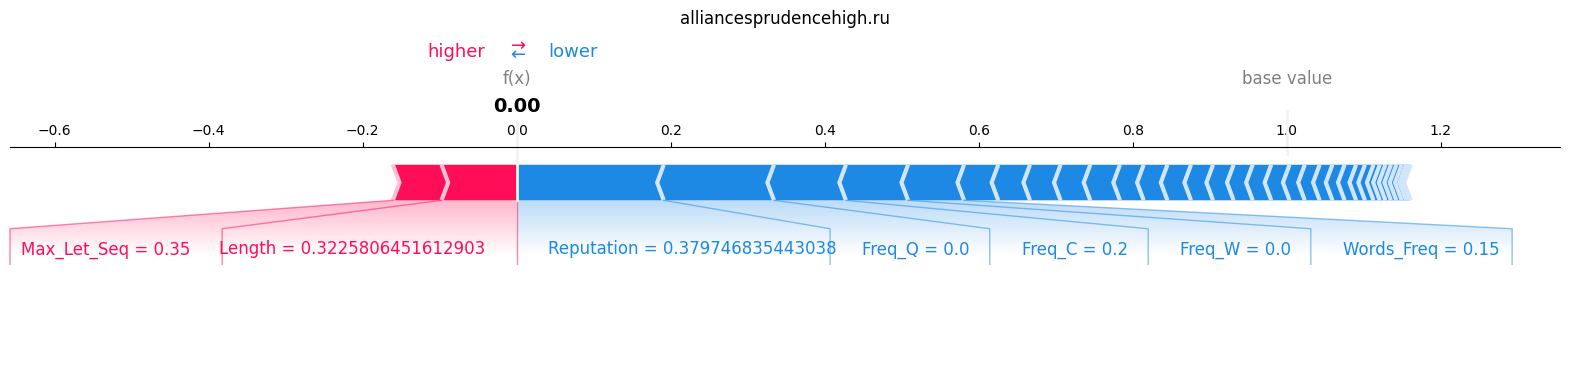 alliancesprudencehigh.ru
higher ⇄ lower
f(x) base value
0.00
−0.6 −0.4 −0.2 0.0 0.2 0.4 0.6 0.8 1.0 1.2
Max_Let_Seq = 0.35 Length = 0.3225806451612903 Reputation = 0.379746835443038 Freq_Q = 0.0 Freq_C = 0.2 Freq_W = 0.0 Words_Freq = 0.15